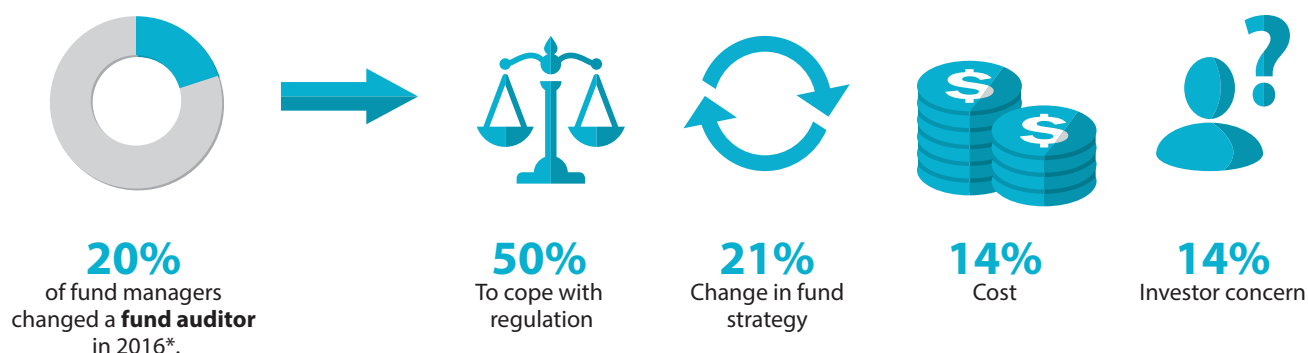 20%
of fund managers
changed a fund auditor
in 2016*.
50%
To cope with
regulation
21%
Change in fund
strategy
14%
Cost
14%
Investor concern
$
$
?